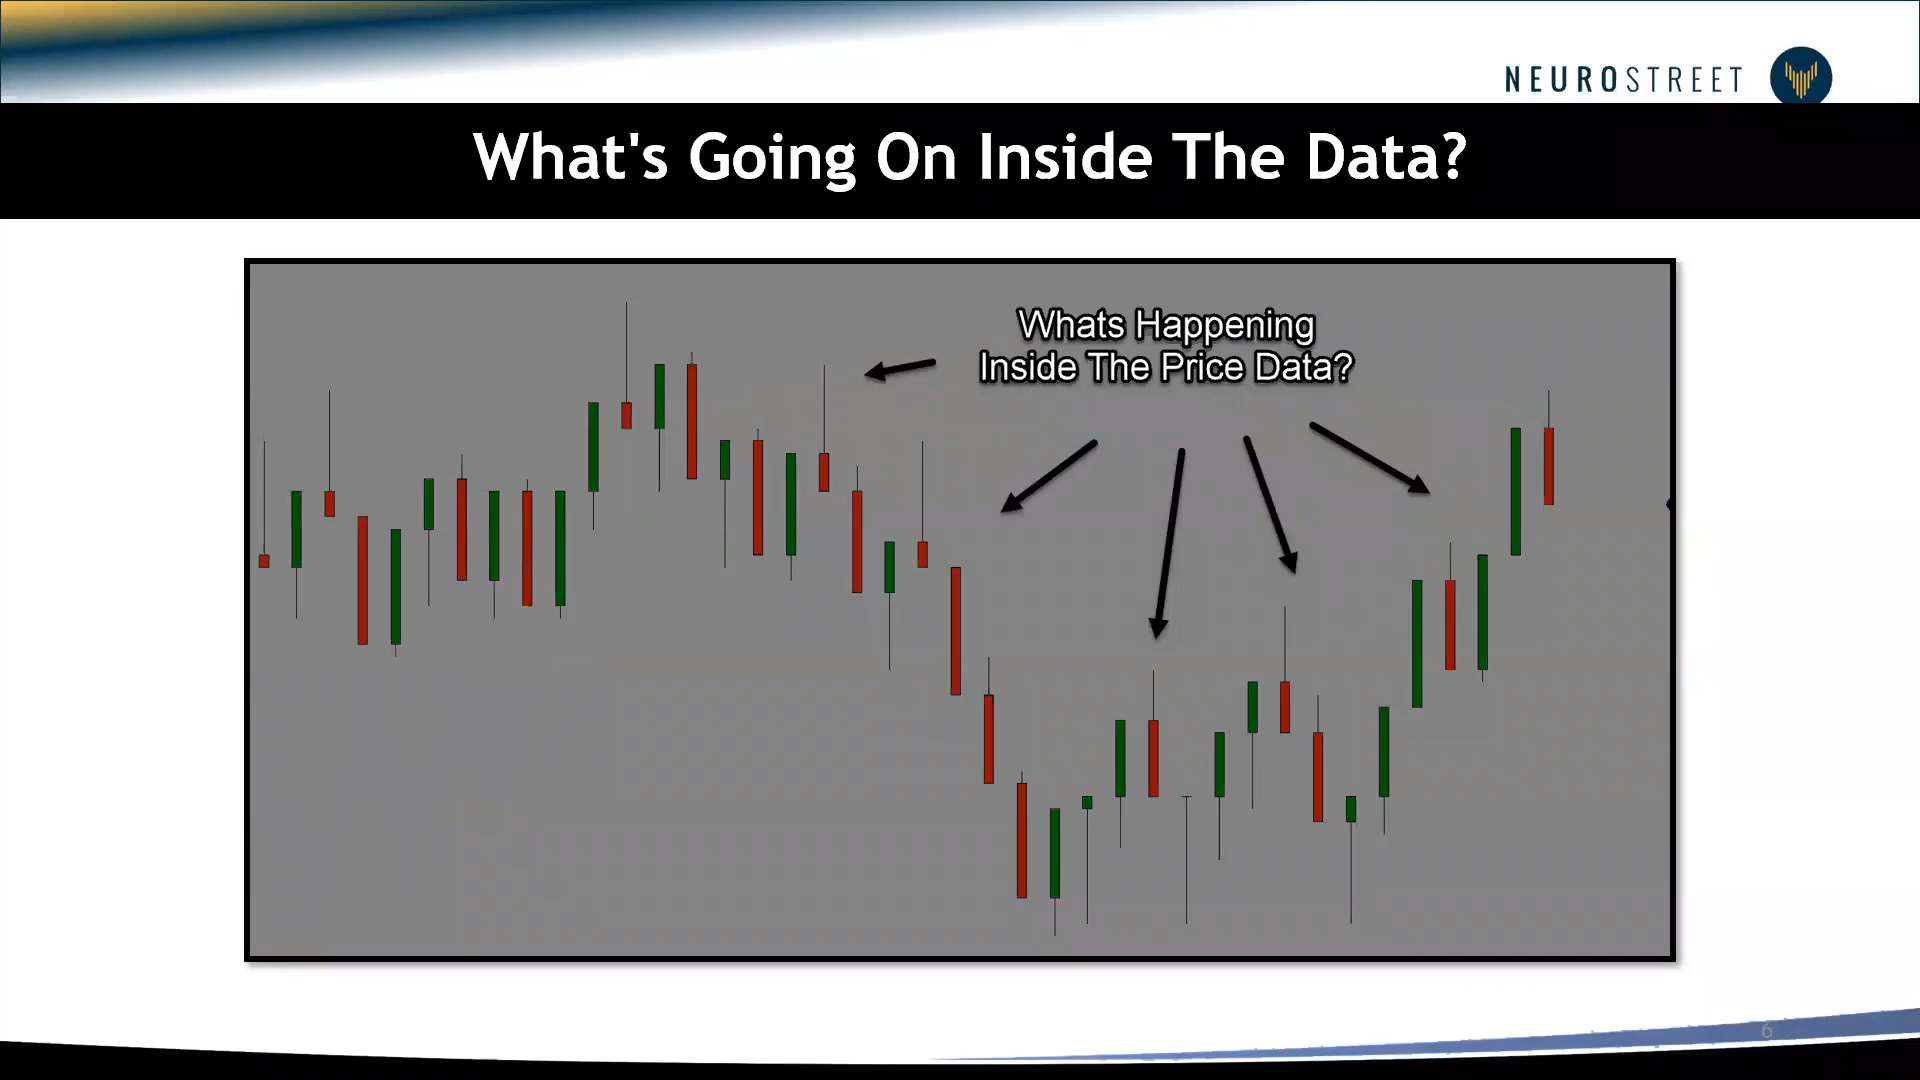 NEUROSTREET
What's Going On Inside The Data?
Whats Happening
Inside The Price Data?
6